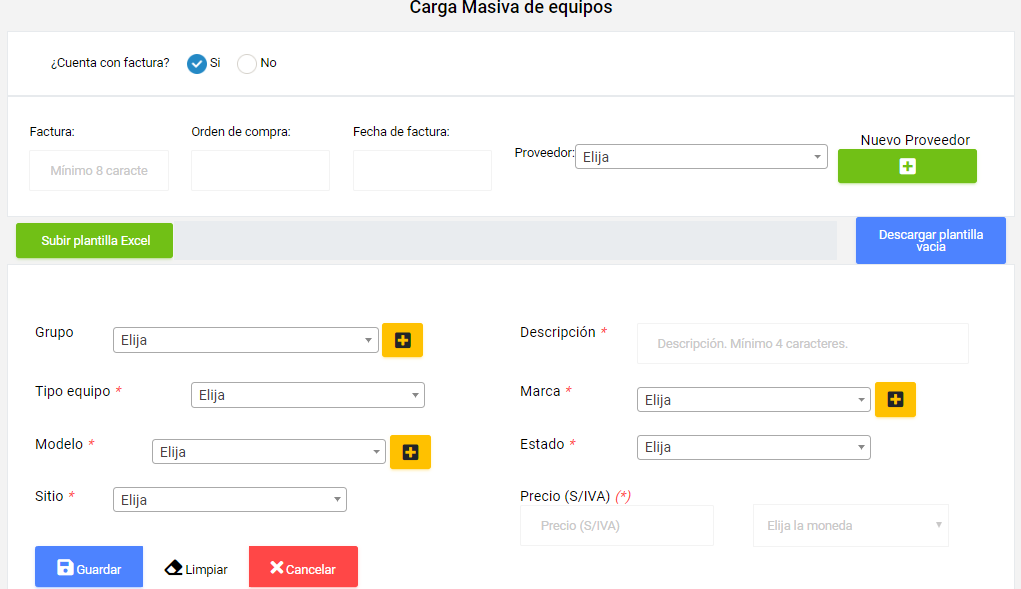 Carga Masiva de equipos
¿Cuenta con factura? Si No
Factura: Orden de compra: Fecha de factura:
Nuevo Proveedor
Proveedor: Elija
Mínimo 8 caracte
Subir plantilla Excel
Descargar plantilla
vacía
Grupo Elija
Descripción * Descripción. Mínimo 4 caracteres.
Tipo equipo * Elija
Marca * Elija
Modelo * Elija
Estado * Elija
Sitio * Elija
Precio (S/IVA) (*)
Precio (S/IVA) Elija la moneda
Guardar Limpiar Cancelar